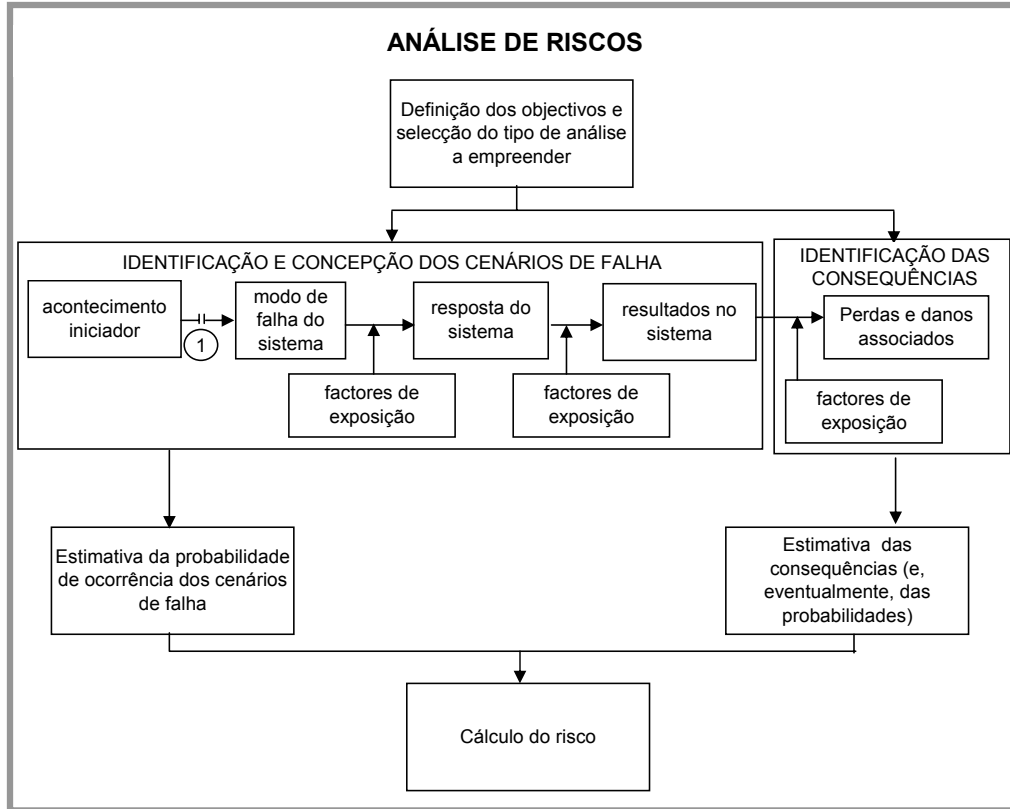 ANÁLISE DE RISCOS
Definição dos objectivos e
selecção do tipo de análise
a empreender
IDENTIFICAÇÃO E CONCEPÇÃO DOS CENÁRIOS DE FALHA
acontecimento
iniciador
1
modo de
falha do
sistema
resposta do
sistema
resultados no
sistema
factores de
exposição
factores de
exposição
IDENTIFICAÇÃO DAS
CONSEQUÊNCIAS
Perdas e danos
associados
factores de
exposição
Estimativa da probabilidade
de ocorrência dos cenários
de falha
Estimativa das
consequências (e,
eventualmente, das
probabilidades)
Cálculo do risco